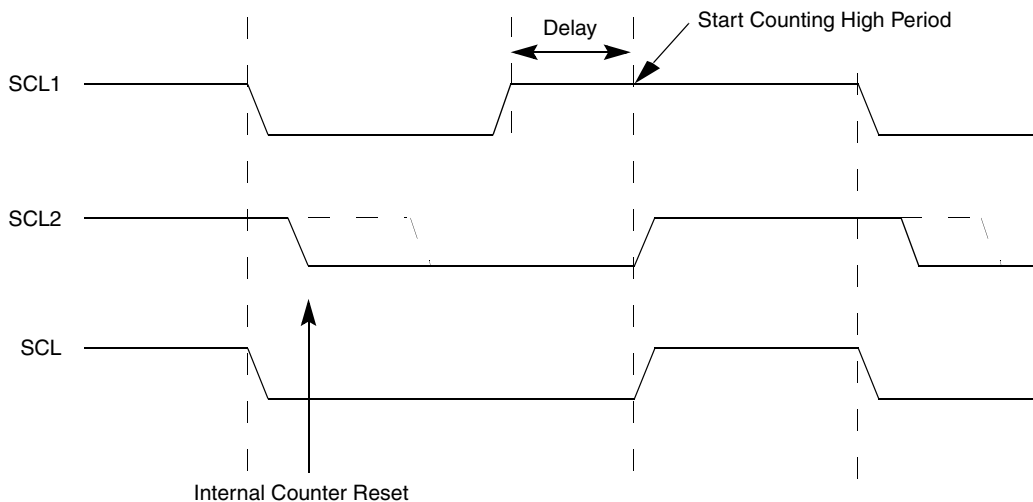 Start Counting High Period
Delay
SCL1
SCL2
SCL
Internal Counter Reset